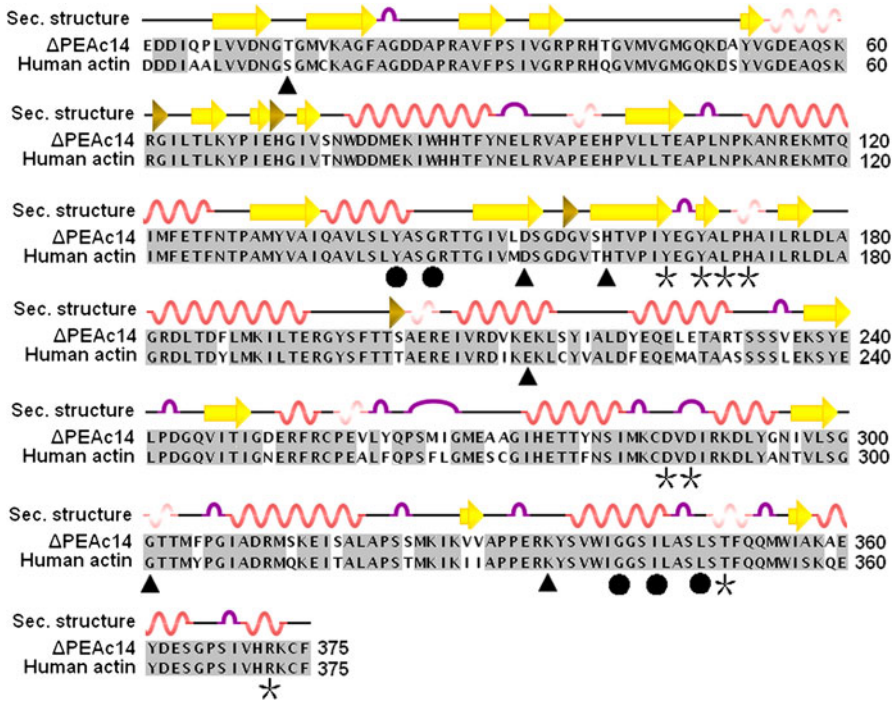 Sec. structure
ΔPEAc14 EDDIQPLVVDNGTGMVKAGFAGDDAPRAVFPSIVGRPRHTGVMVGMGQKDAYVGDEAQSK 60
Human actin DDDIAALVVDNGSGMCKAGFAGDDAPRAVFPSIVGRPRHQGVMVGMGQKDSYVGDEAQSK 60
Sec. structure
ΔPEAc14 RGILTLKYPIEHGIVSNWDDMEKIWHHTFYNELRVAPEEHPVLLTEAPLNPKANREKMTQ 120
Human actin RGILTLKYPIEHGIVTNWDDMEKIWHHTFYNELRVAPEEHPVLLTEAPLNPKANREKMTQ 120
Sec. structure
ΔPEAc14 IMFETFNTPAMYVAIQAVLSLYASGRTTGIVLDSGDGVSHTVPIYEGYALPHAILRLDLA 180
Human actin IMFETFNTPAMYVAIQAVLSLYASGRTTGIVMDSGDGVTHTVPIYEGYALPHAILRLDLA 180
Sec. structure
ΔPEAc14 GRDLTDFLMKILTERGYSFTTSAEREIVRDVKEKLSYIALDYEQELETARTSSSVEKSYE 240
Human actin GRDLTDYLMKILTERGYSFTTTAEREIVRDIKEKLCYVALDFEQEMATAASSSSLEKSYE 240
Sec. structure
ΔPEAc14 LPDGQVITIGDERFRCPEVLYQPSMIGMEAAGIHETTYNSIMKCDVDIRKDLYGNIVLSG 300
Human actin LPDGQVITIGNERFRCPEALFQPSFLGMESCGIHETTFNSIMKCDVDIRKDLYANTVLSG 300
Sec. structure
ΔPEAc14 GTTMFPGIADRMSKEISALAPSSMKIKVVAPPERKYSVWIGGSILASLSTFQQMWIAKAE 360
Human actin GTTMYPGIADRMQKEITALAPSTMKIKIIAPPERKYSVWIGGSILASLSTFQQMWISKQE 360
Sec. structure
ΔPEAc14 YDESGPSIVHRKCF 375
Human actin YDESGPSIVHRKCF 375